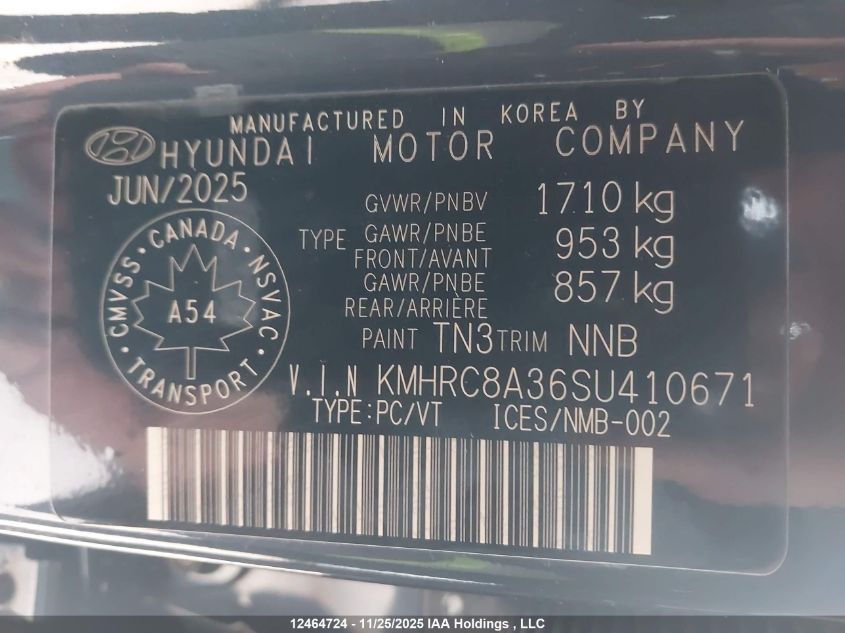 MANUFACTURED IN KOREA BY
HYUNDAI MOTOR COMPANY
JUN/2025
GVWR/PNBV 1710 kg
TYPE GAWR/PNBE FRONT/AVANT 953 kg
GAWR/PNBE REAR/ARRIÈRE 857 kg
PAINT TN3 TRIM NNB
CMVSS · CANADA · NSVAC · TRANSPORT ·
A54
V.I.N KMHRC8A36SU410671
TYPE:PC/VT ICES/NMB-002
12464724 - 11/25/2025 IAA Holdings , LLC